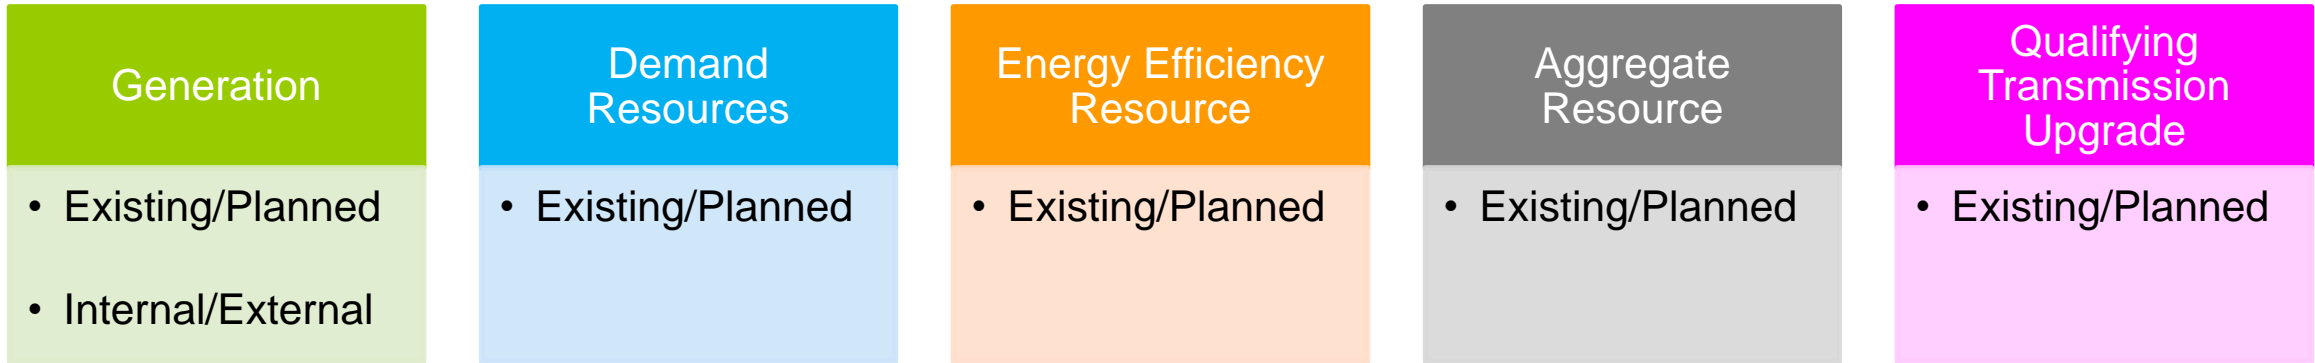 Generation
• Existing/Planned
• Internal/External
Demand
Resources
• Existing/Planned
Energy Efficiency
Resource
• Existing/Planned
Aggregate
Resource
• Existing/Planned
Qualifying
Transmission
Upgrade
• Existing/Planned